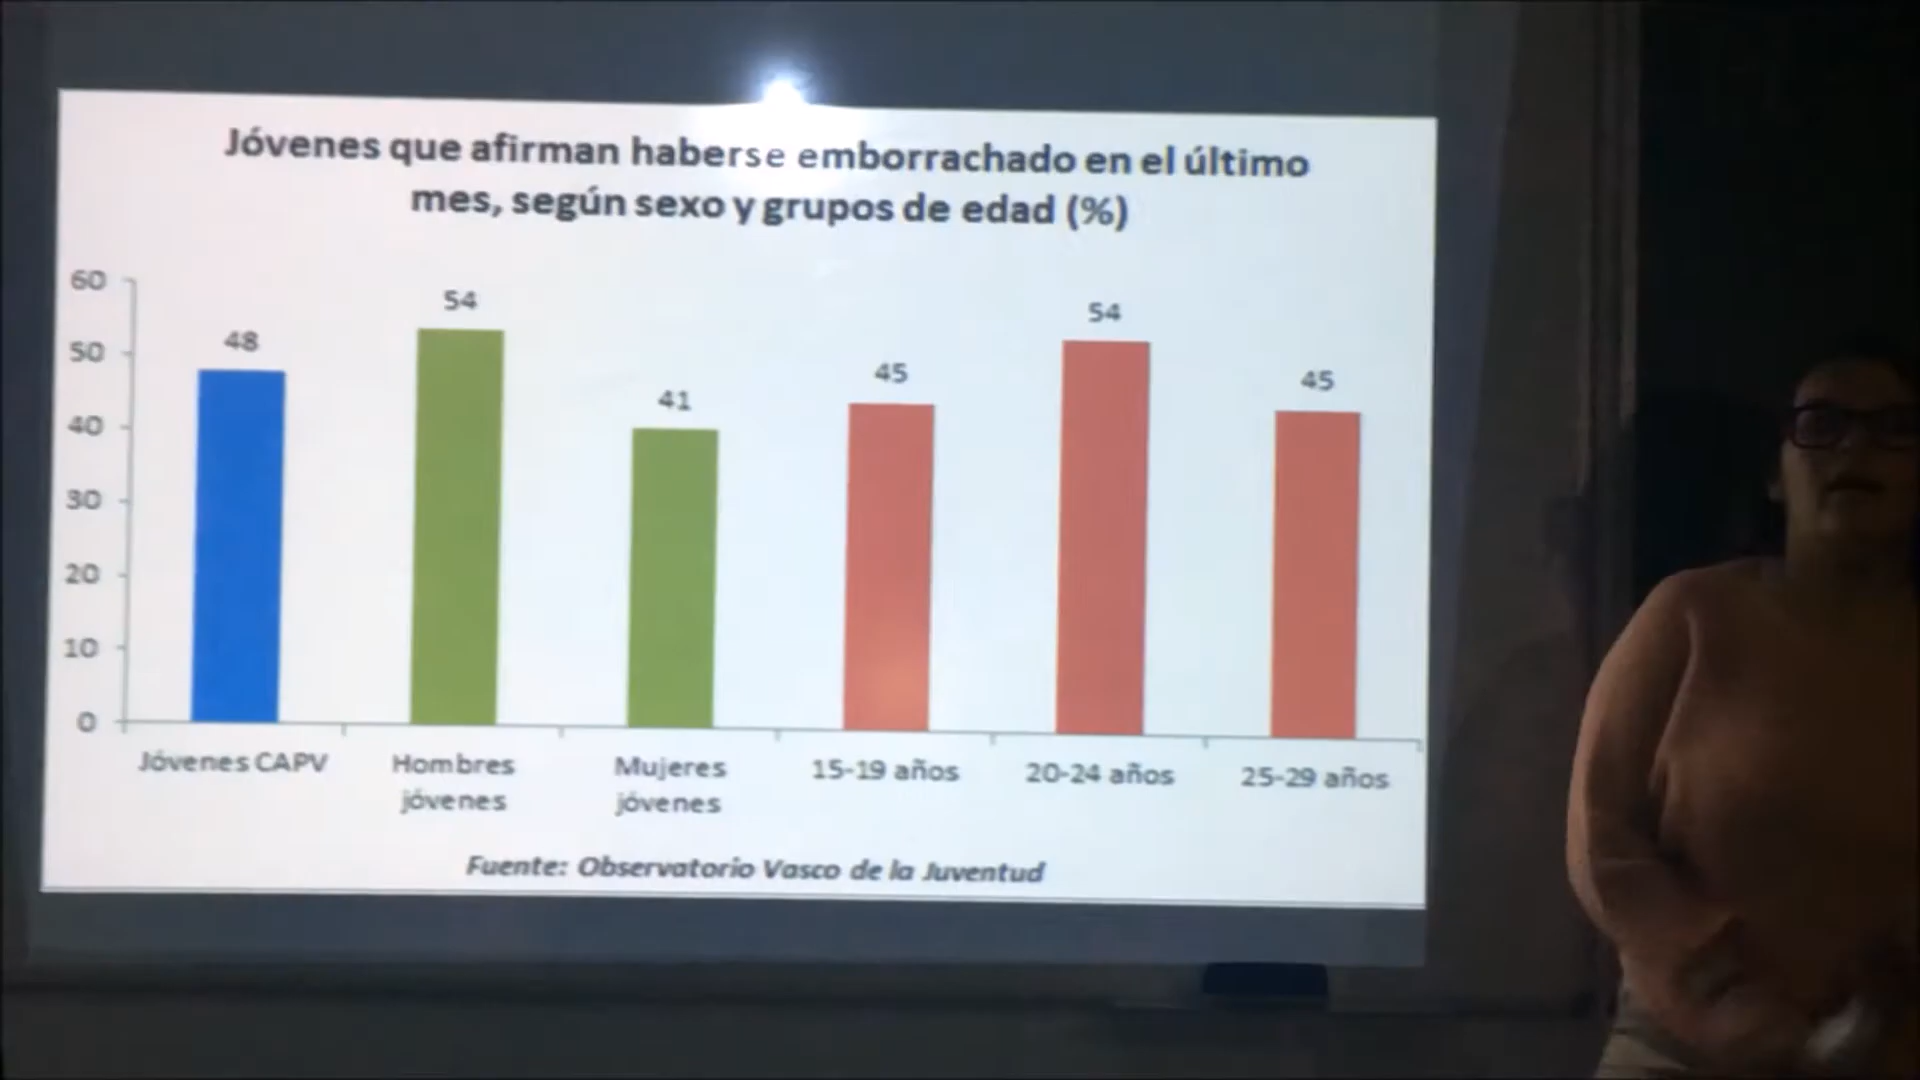 Jóvenes que afirman haberse emborrachado en el último
mes, según sexo y grupos de edad (%)
60
50
40
30
20
10
0
48
54
41
45
54
45
Jóvenes CAPV
Hombres
jóvenes
Mujeres
jóvenes
15-19 años
20-24 años
25-29 años
Fuente: Observatorio Vasco de la Juventud